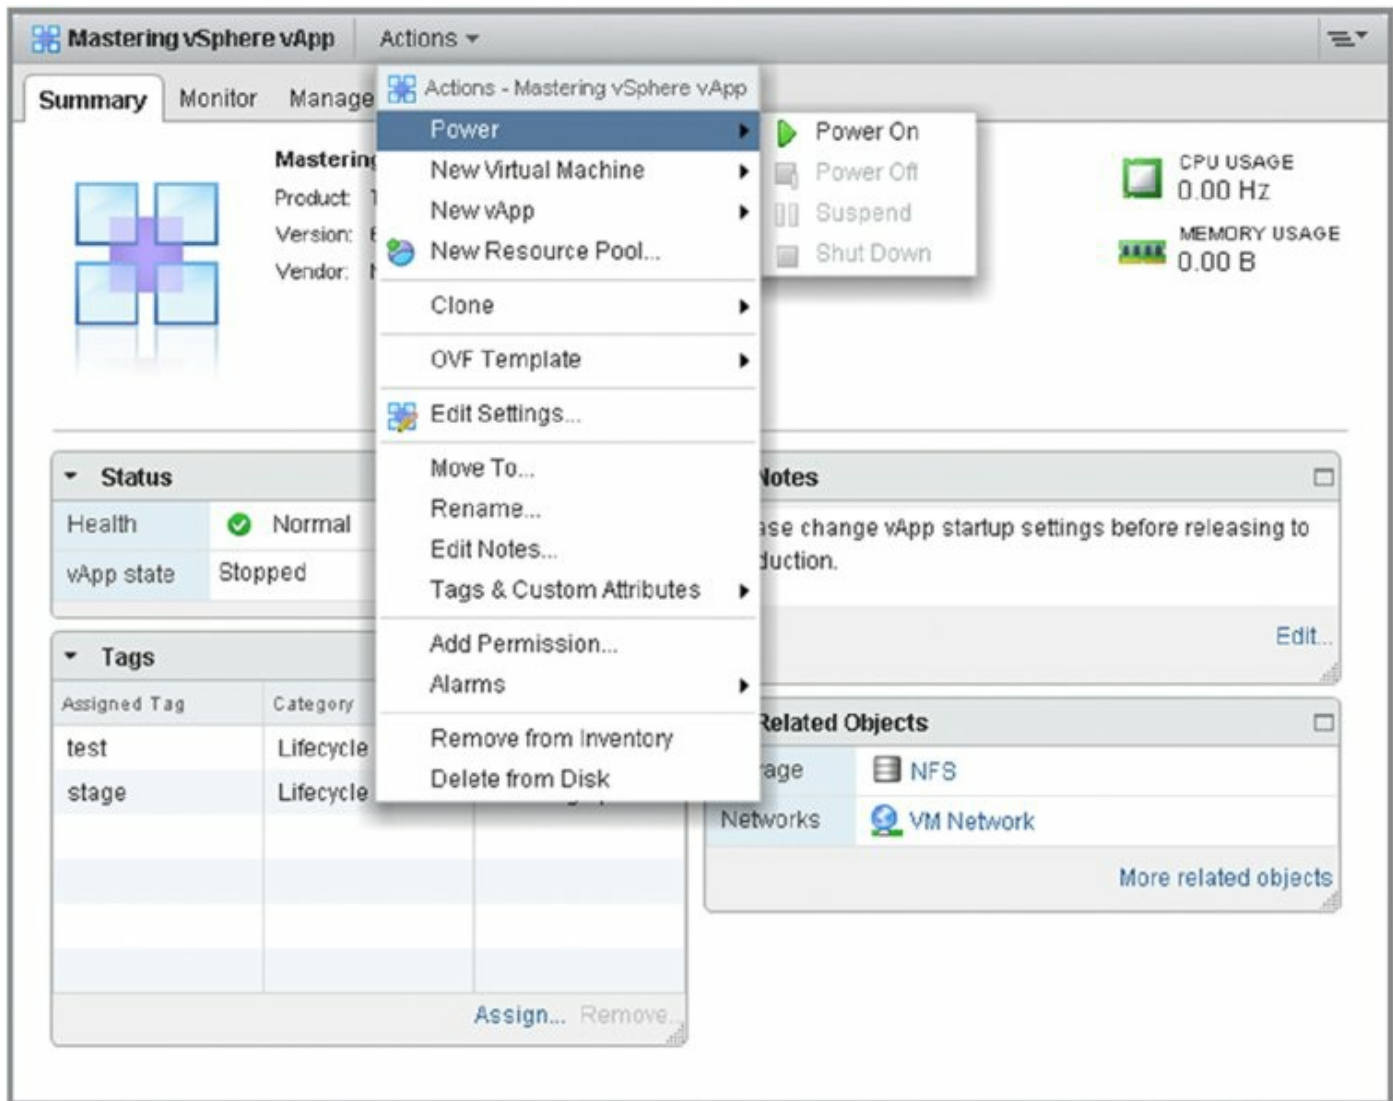 Mastering vSphere vApp Actions
Summary Monitor Manage
Actions - Mastering vSphere vApp
Power
New Virtual Machine
New vApp
New Resource Pool...
Clone
OVF Template
Edit Settings...
Move To...
Rename...
Edit Notes...
Tags & Custom Attributes
Add Permission...
Alarms
Remove from Inventory
Delete from Disk
Power On
Power Off
Suspend
Shut Down
Mastering
Product:
Version:
Vendor:
CPU USAGE
0.00 Hz
MEMORY USAGE
0.00 B
Status
Health Normal
vApp state Stopped
Tags
Assigned Tag Category
test Lifecycle
stage Lifecycle
Assign... Remove...
Notes
change vApp startup settings before releasing to
Edit...
Related Objects
NFS
Networks VM Network
More related objects